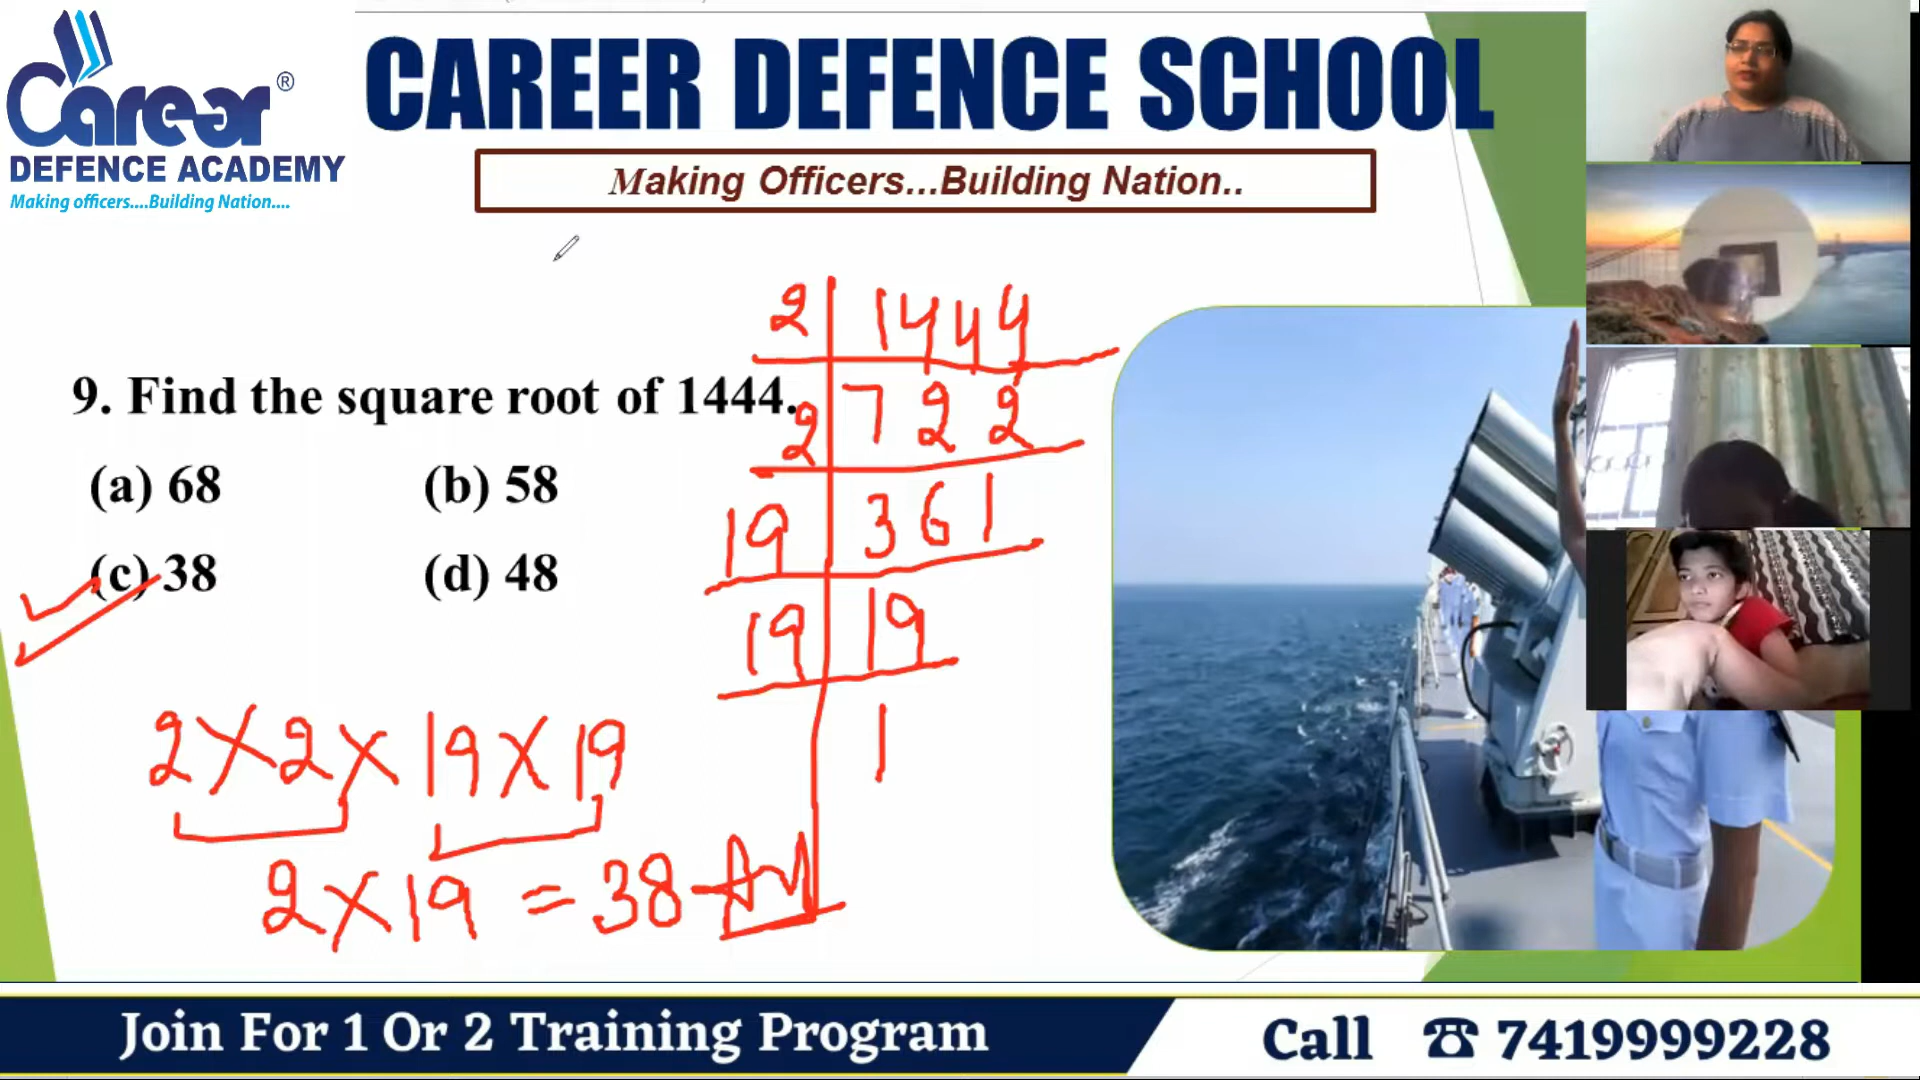 Career®
DEFENCE ACADEMY
Making officers....Building Nation....
CAREER DEFENCE SCHOOL
Making Officers...Building Nation..
9. Find the square root of 1444.
(a) 68 (b) 58
(c) 38 (d) 48
2 1444
2 722
19 361
19 19
1
2×2×19×19
2×19 = 38 Ans
Join For 1 Or 2 Training Program
Call ☎ 7419999228